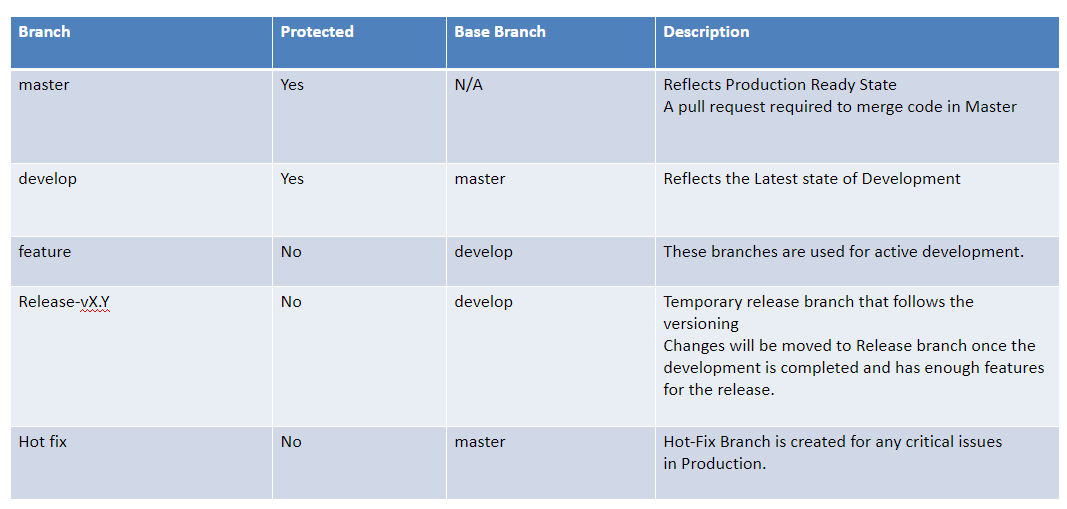 Branch Protected Base Branch Description
master Yes N/A Reflects Production Ready State
A pull request required to merge code in Master
develop Yes master Reflects the Latest state of Development
feature No develop These branches are used for active development.
Release-vX.Y No develop Temporary release branch that follows the
versioning
Changes will be moved to Release branch once the
development is completed and has enough features
for the release.
Hot fix No master Hot-Fix Branch is created for any critical issues
in Production.